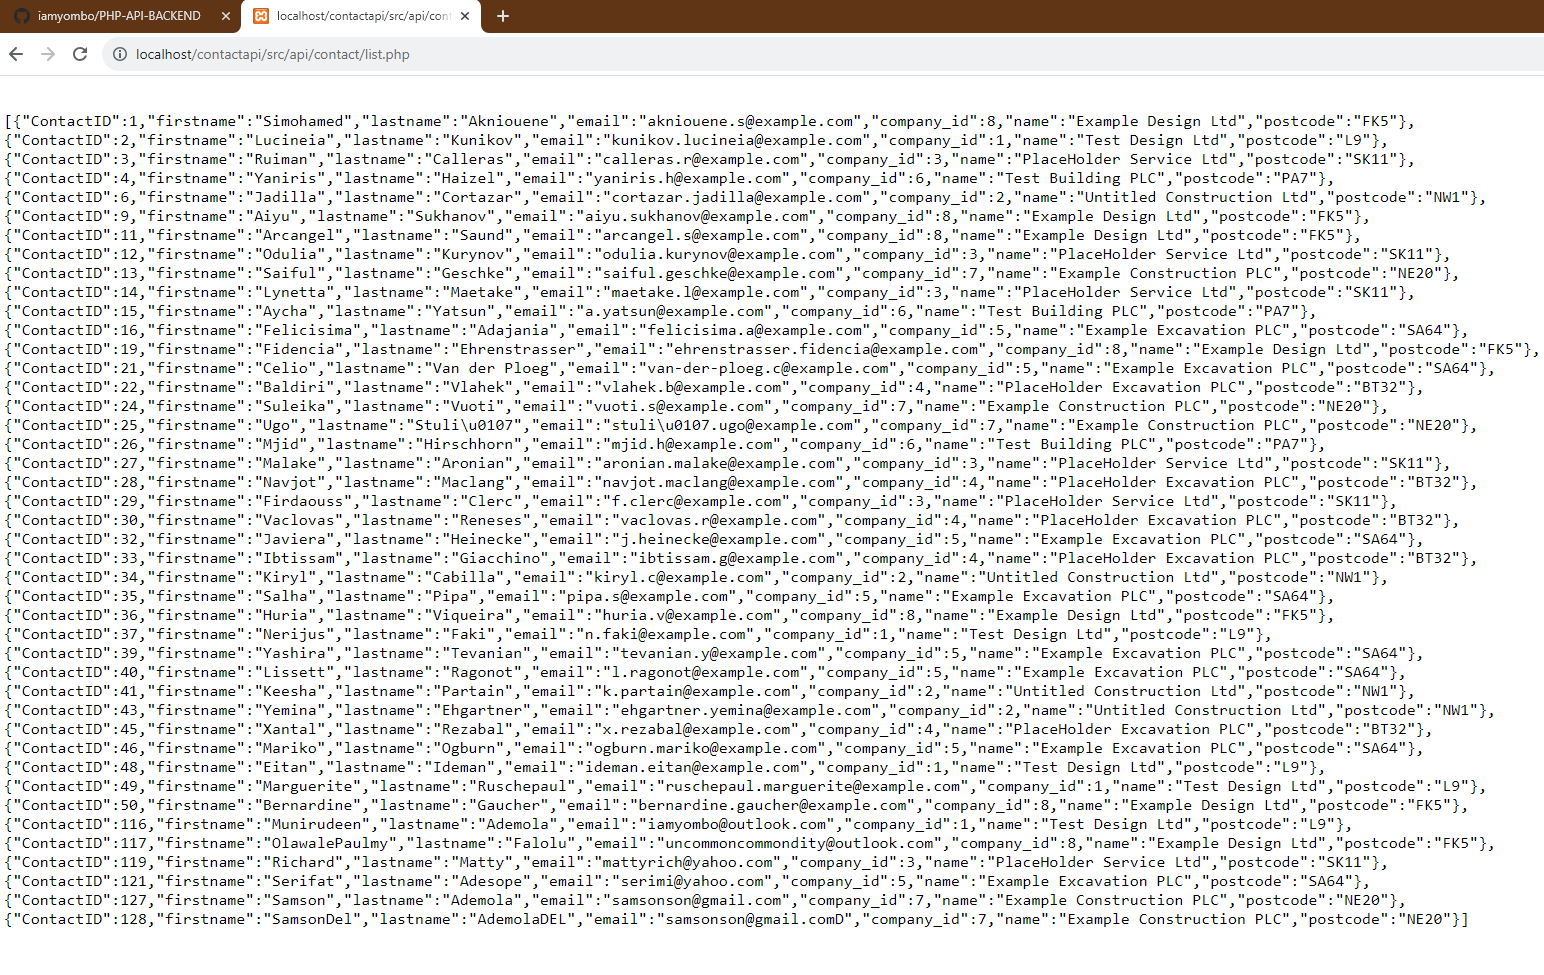 iamyombo/PHP-API-BACKEND
localhost/contactapi/src/api/cont
localhost/contactapi/src/api/contact/list.php
[{"ContactID":1,"firstname":"Simohamed","lastname":"Akniouene","email":"akniouene.s@example.com","company_id":8,"name":"Example Design Ltd","postcode":"FK5"},
{"ContactID":2,"firstname":"Lucineia","lastname":"Kunikov","email":"kunikov.lucineia@example.com","company_id":1,"name":"Test Design Ltd","postcode":"L9"},
{"ContactID":3,"firstname":"Ruiman","lastname":"Calleras","email":"calleras.r@example.com","company_id":3,"name":"PlaceHolder Service Ltd","postcode":"SK11"},
{"ContactID":4,"firstname":"Yaniris","lastname":"Haizel","email":"yaniris.h@example.com","company_id":6,"name":"Test Building PLC","postcode":"PA7"},
{"ContactID":6,"firstname":"Jadilla","lastname":"Cortazar","email":"cortazar.jadilla@example.com","company_id":2,"name":"Untitled Construction Ltd","postcode":"NW1"},
{"ContactID":9,"firstname":"Aiyu","lastname":"Sukhanov","email":"aiyu.sukhanov@example.com","company_id":8,"name":"Example Design Ltd","postcode":"FK5"},
{"ContactID":11,"firstname":"Arcangel","lastname":"Saund","email":"arcangel.s@example.com","company_id":8,"name":"Example Design Ltd","postcode":"FK5"},
{"ContactID":12,"firstname":"Odulia","lastname":"Kurynov","email":"odulia.kurynov@example.com","company_id":3,"name":"PlaceHolder Service Ltd","postcode":"SK11"},
{"ContactID":13,"firstname":"Saiful","lastname":"Geschke","email":"saiful.geschke@example.com","company_id":7,"name":"Example Construction PLC","postcode":"NE20"},
{"ContactID":14,"firstname":"Lynetta","lastname":"Maetake","email":"maetake.l@example.com","company_id":3,"name":"PlaceHolder Service Ltd","postcode":"SK11"},
{"ContactID":15,"firstname":"Aycha","lastname":"Yatsun","email":"a.yatsun@example.com","company_id":6,"name":"Test Building PLC","postcode":"PA7"},
{"ContactID":16,"firstname":"Felicisima","lastname":"Adajania","email":"felicisima.a@example.com","company_id":5,"name":"Example Excavation PLC","postcode":"SA64"},
{"ContactID":19,"firstname":"Fidencia","lastname":"Ehrenstrasser","email":"ehrenstrasser.fidencia@example.com","company_id":8,"name":"Example Design Ltd","postcode":"FK5"},
{"ContactID":21,"firstname":"Celio","lastname":"Van der Ploeg","email":"van-der-ploeg.c@example.com","company_id":5,"name":"Example Excavation PLC","postcode":"SA64"},
{"ContactID":22,"firstname":"Baldiri","lastname":"Vlahek","email":"vlahek.b@example.com","company_id":4,"name":"PlaceHolder Excavation PLC","postcode":"BT32"},
{"ContactID":24,"firstname":"Suleika","lastname":"Vuoti","email":"vuoti.s@example.com","company_id":7,"name":"Example Construction PLC","postcode":"NE20"},
{"ContactID":25,"firstname":"Ugo","lastname":"Stuli\u0107","email":"stuli\u0107.ugo@example.com","company_id":7,"name":"Example Construction PLC","postcode":"NE20"},
{"ContactID":26,"firstname":"Mjid","lastname":"Hirschhorn","email":"mjid.h@example.com","company_id":6,"name":"Test Building PLC","postcode":"PA7"},
{"ContactID":27,"firstname":"Malake","lastname":"Aronian","email":"aronian.malake@example.com","company_id":3,"name":"PlaceHolder Service Ltd","postcode":"SK11"},
{"ContactID":28,"firstname":"Navjot","lastname":"Maclang","email":"navjot.maclang@example.com","company_id":4,"name":"PlaceHolder Excavation PLC","postcode":"BT32"},
{"ContactID":29,"firstname":"Firdaouss","lastname":"Clerc","email":"f.clerc@example.com","company_id":3,"name":"PlaceHolder Service Ltd","postcode":"SK11"},
{"ContactID":30,"firstname":"Vaclovas","lastname":"Reneses","email":"vaclovas.r@example.com","company_id":4,"name":"PlaceHolder Excavation PLC","postcode":"BT32"},
{"ContactID":32,"firstname":"Javiera","lastname":"Heinecke","email":"j.heinecke@example.com","company_id":5,"name":"Example Excavation PLC","postcode":"SA64"},
{"ContactID":33,"firstname":"Ibtissam","lastname":"Giacchino","email":"ibtissam.g@example.com","company_id":4,"name":"PlaceHolder Excavation PLC","postcode":"BT32"},
{"ContactID":34,"firstname":"Kiryl","lastname":"Cabilla","email":"kiryl.c@example.com","company_id":2,"name":"Untitled Construction Ltd","postcode":"NW1"},
{"ContactID":35,"firstname":"Salha","lastname":"Pipa","email":"pipa.s@example.com","company_id":5,"name":"Example Excavation PLC","postcode":"SA64"},
{"ContactID":36,"firstname":"Huria","lastname":"Viqueira","email":"huria.v@example.com","company_id":8,"name":"Example Design Ltd","postcode":"FK5"},
{"ContactID":37,"firstname":"Nerijus","lastname":"Faki","email":"n.faki@example.com","company_id":1,"name":"Test Design Ltd","postcode":"L9"},
{"ContactID":39,"firstname":"Yashira","lastname":"Tevanian","email":"tevanian.y@example.com","company_id":5,"name":"Example Excavation PLC","postcode":"SA64"},
{"ContactID":40,"firstname":"Lissett","lastname":"Ragonot","email":"l.ragonot@example.com","company_id":5,"name":"Example Excavation PLC","postcode":"SA64"},
{"ContactID":41,"firstname":"Keesha","lastname":"Partain","email":"k.partain@example.com","company_id":2,"name":"Untitled Construction Ltd","postcode":"NW1"},
{"ContactID":43,"firstname":"Yemina","lastname":"Ehgartner","email":"ehgartner.yemina@example.com","company_id":2,"name":"Untitled Construction Ltd","postcode":"NW1"},
{"ContactID":45,"firstname":"Xantal","lastname":"Rezabal","email":"x.rezabal@example.com","company_id":4,"name":"PlaceHolder Excavation PLC","postcode":"BT32"},
{"ContactID":46,"firstname":"Mariko","lastname":"Ogburn","email":"ogburn.mariko@example.com","company_id":5,"name":"Example Excavation PLC","postcode":"SA64"},
{"ContactID":48,"firstname":"Eitan","lastname":"Ideman","email":"ideman.eitan@example.com","company_id":1,"name":"Test Design Ltd","postcode":"L9"},
{"ContactID":49,"firstname":"Marguerite","lastname":"Ruschepaul","email":"ruschepaul.marguerite@example.com","company_id":1,"name":"Test Design Ltd","postcode":"L9"},
{"ContactID":50,"firstname":"Bernardine","lastname":"Gaucher","email":"bernardine.gaucher@example.com","company_id":8,"name":"Example Design Ltd","postcode":"FK5"},
{"ContactID":116,"firstname":"Munirudeen","lastname":"Ademola","email":"iamyombo@outlook.com","company_id":1,"name":"Test Design Ltd","postcode":"L9"},
{"ContactID":117,"firstname":"OlawalePaulmy","lastname":"Falolu","email":"uncommoncommondity@outlook.com","company_id":8,"name":"Example Design Ltd","postcode":"FK5"},
{"ContactID":119,"firstname":"Richard","lastname":"Matty","email":"mattyrich@yahoo.com","company_id":3,"name":"PlaceHolder Service Ltd","postcode":"SK11"},
{"ContactID":121,"firstname":"Serifat","lastname":"Adesope","email":"serimi@yahoo.com","company_id":5,"name":"Example Excavation PLC","postcode":"SA64"},
{"ContactID":127,"firstname":"Samson","lastname":"Ademola","email":"samsonson@gmail.com","company_id":7,"name":"Example Construction PLC","postcode":"NE20"},
{"ContactID":128,"firstname":"SamsonDel","lastname":"AdemolaDEL","email":"samsonson@gmail.comD","company_id":7,"name":"Example Construction PLC","postcode":"NE20"}]